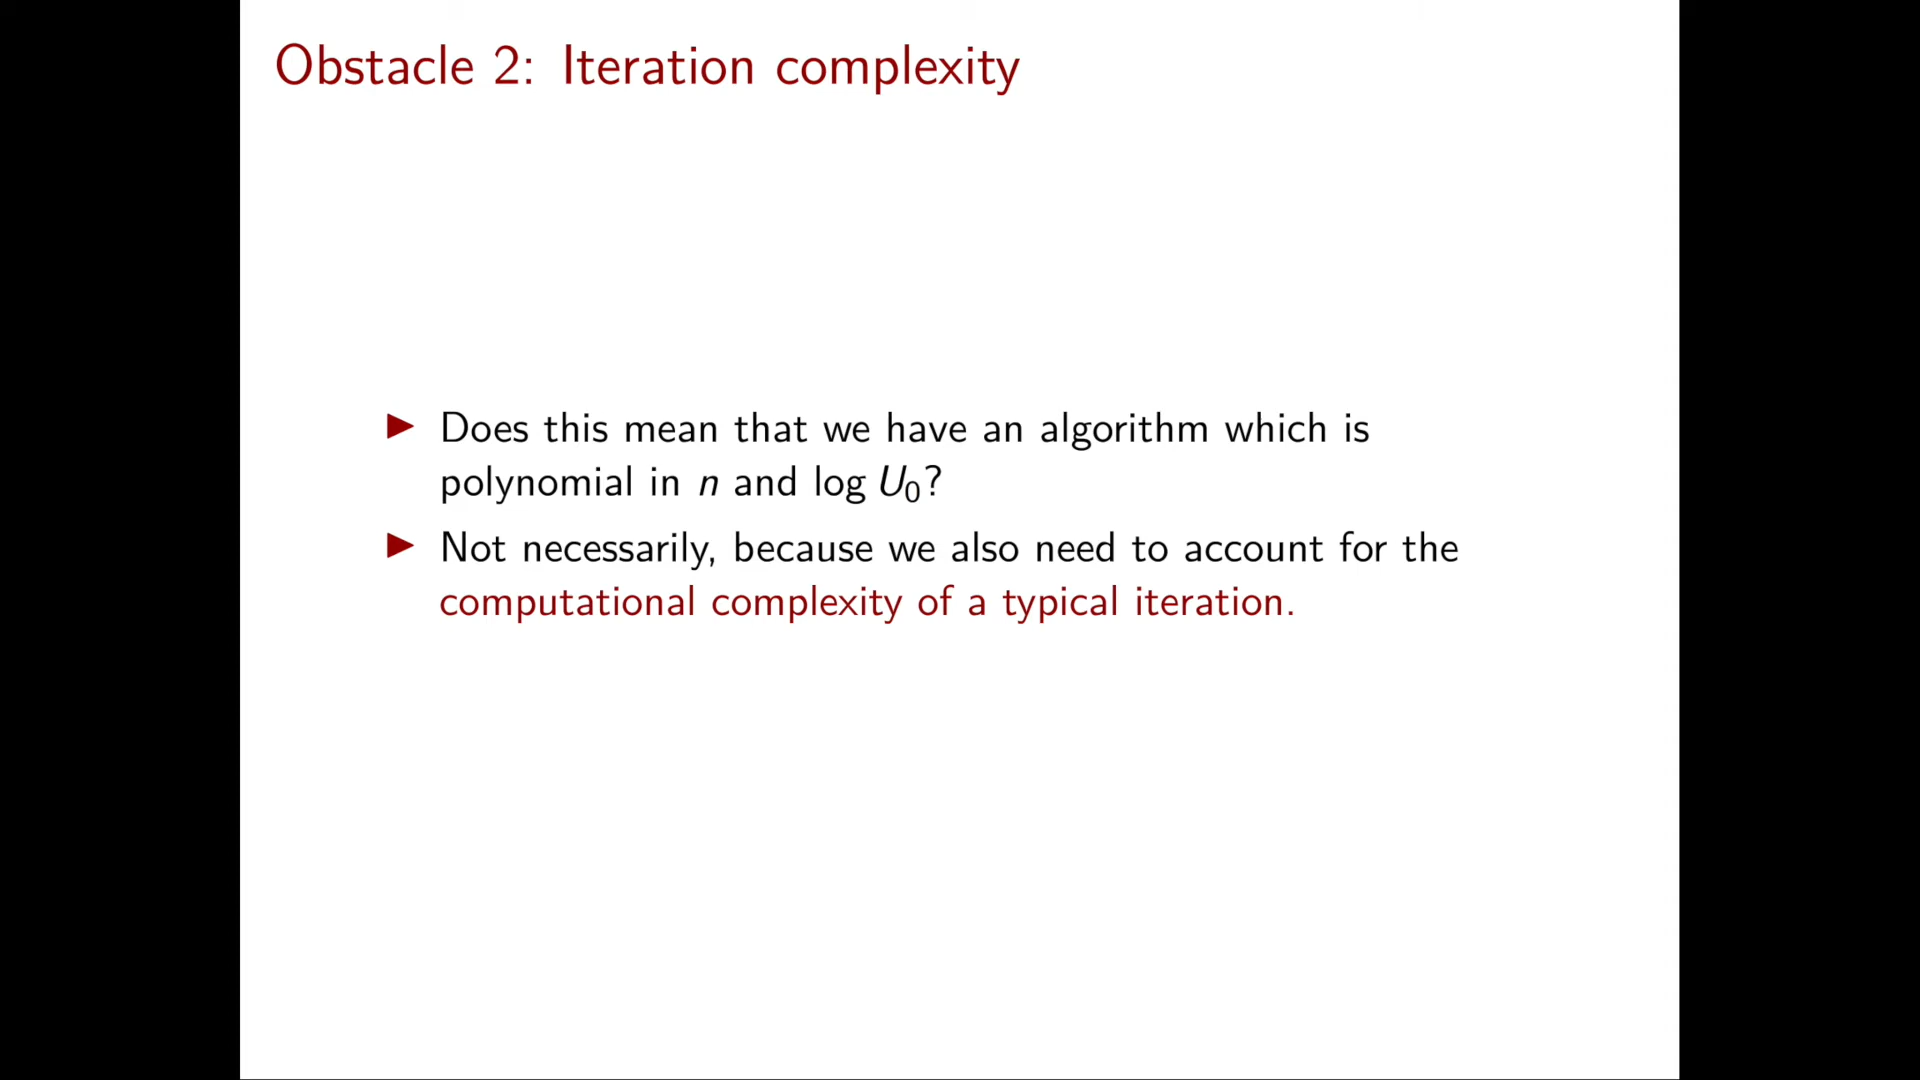 Obstacle 2: Iteration complexity
▶ Does this mean that we have an algorithm which is
polynomial in n and log U₀?
▶ Not necessarily, because we also need to account for the
computational complexity of a typical iteration.